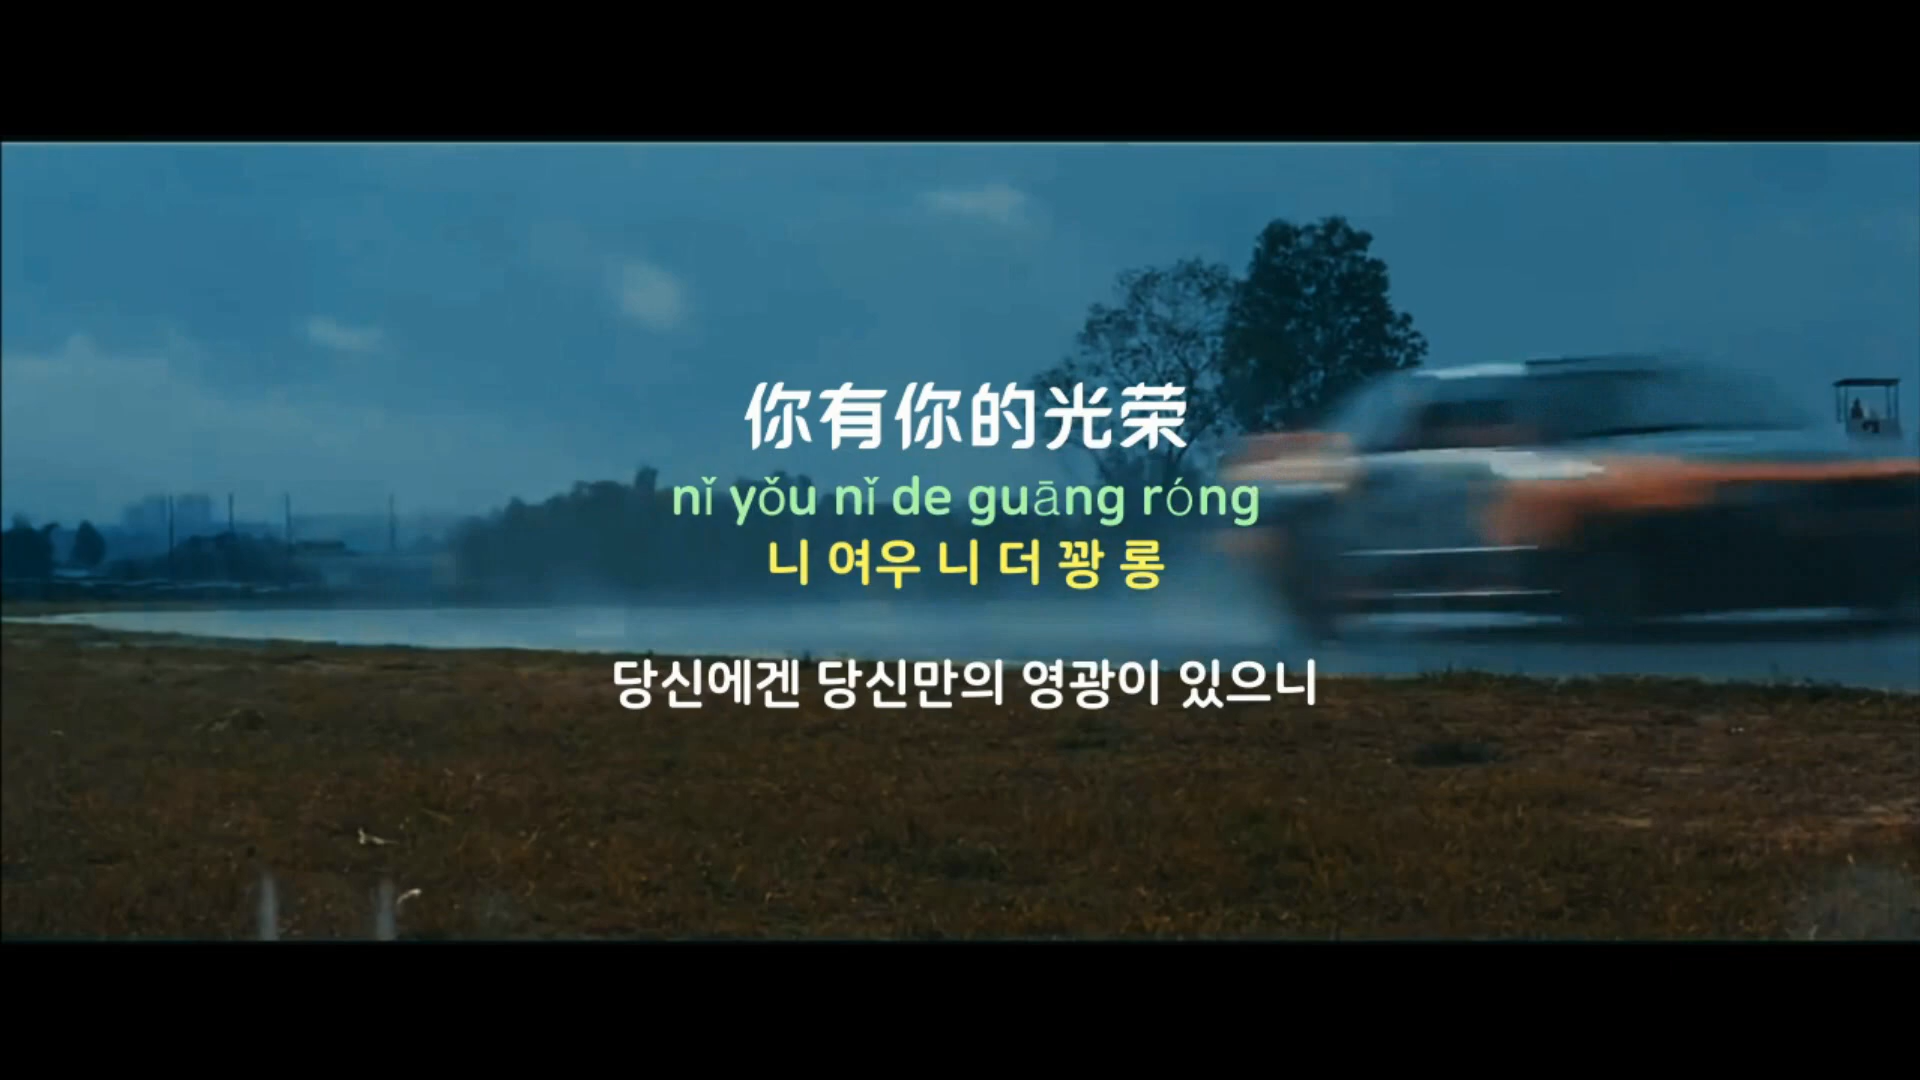 你有你的光荣
nǐ yǒu nǐ de guāng róng
니 여우 니 더 꽝 롱
당신에겐 당신만의 영광이 있으니